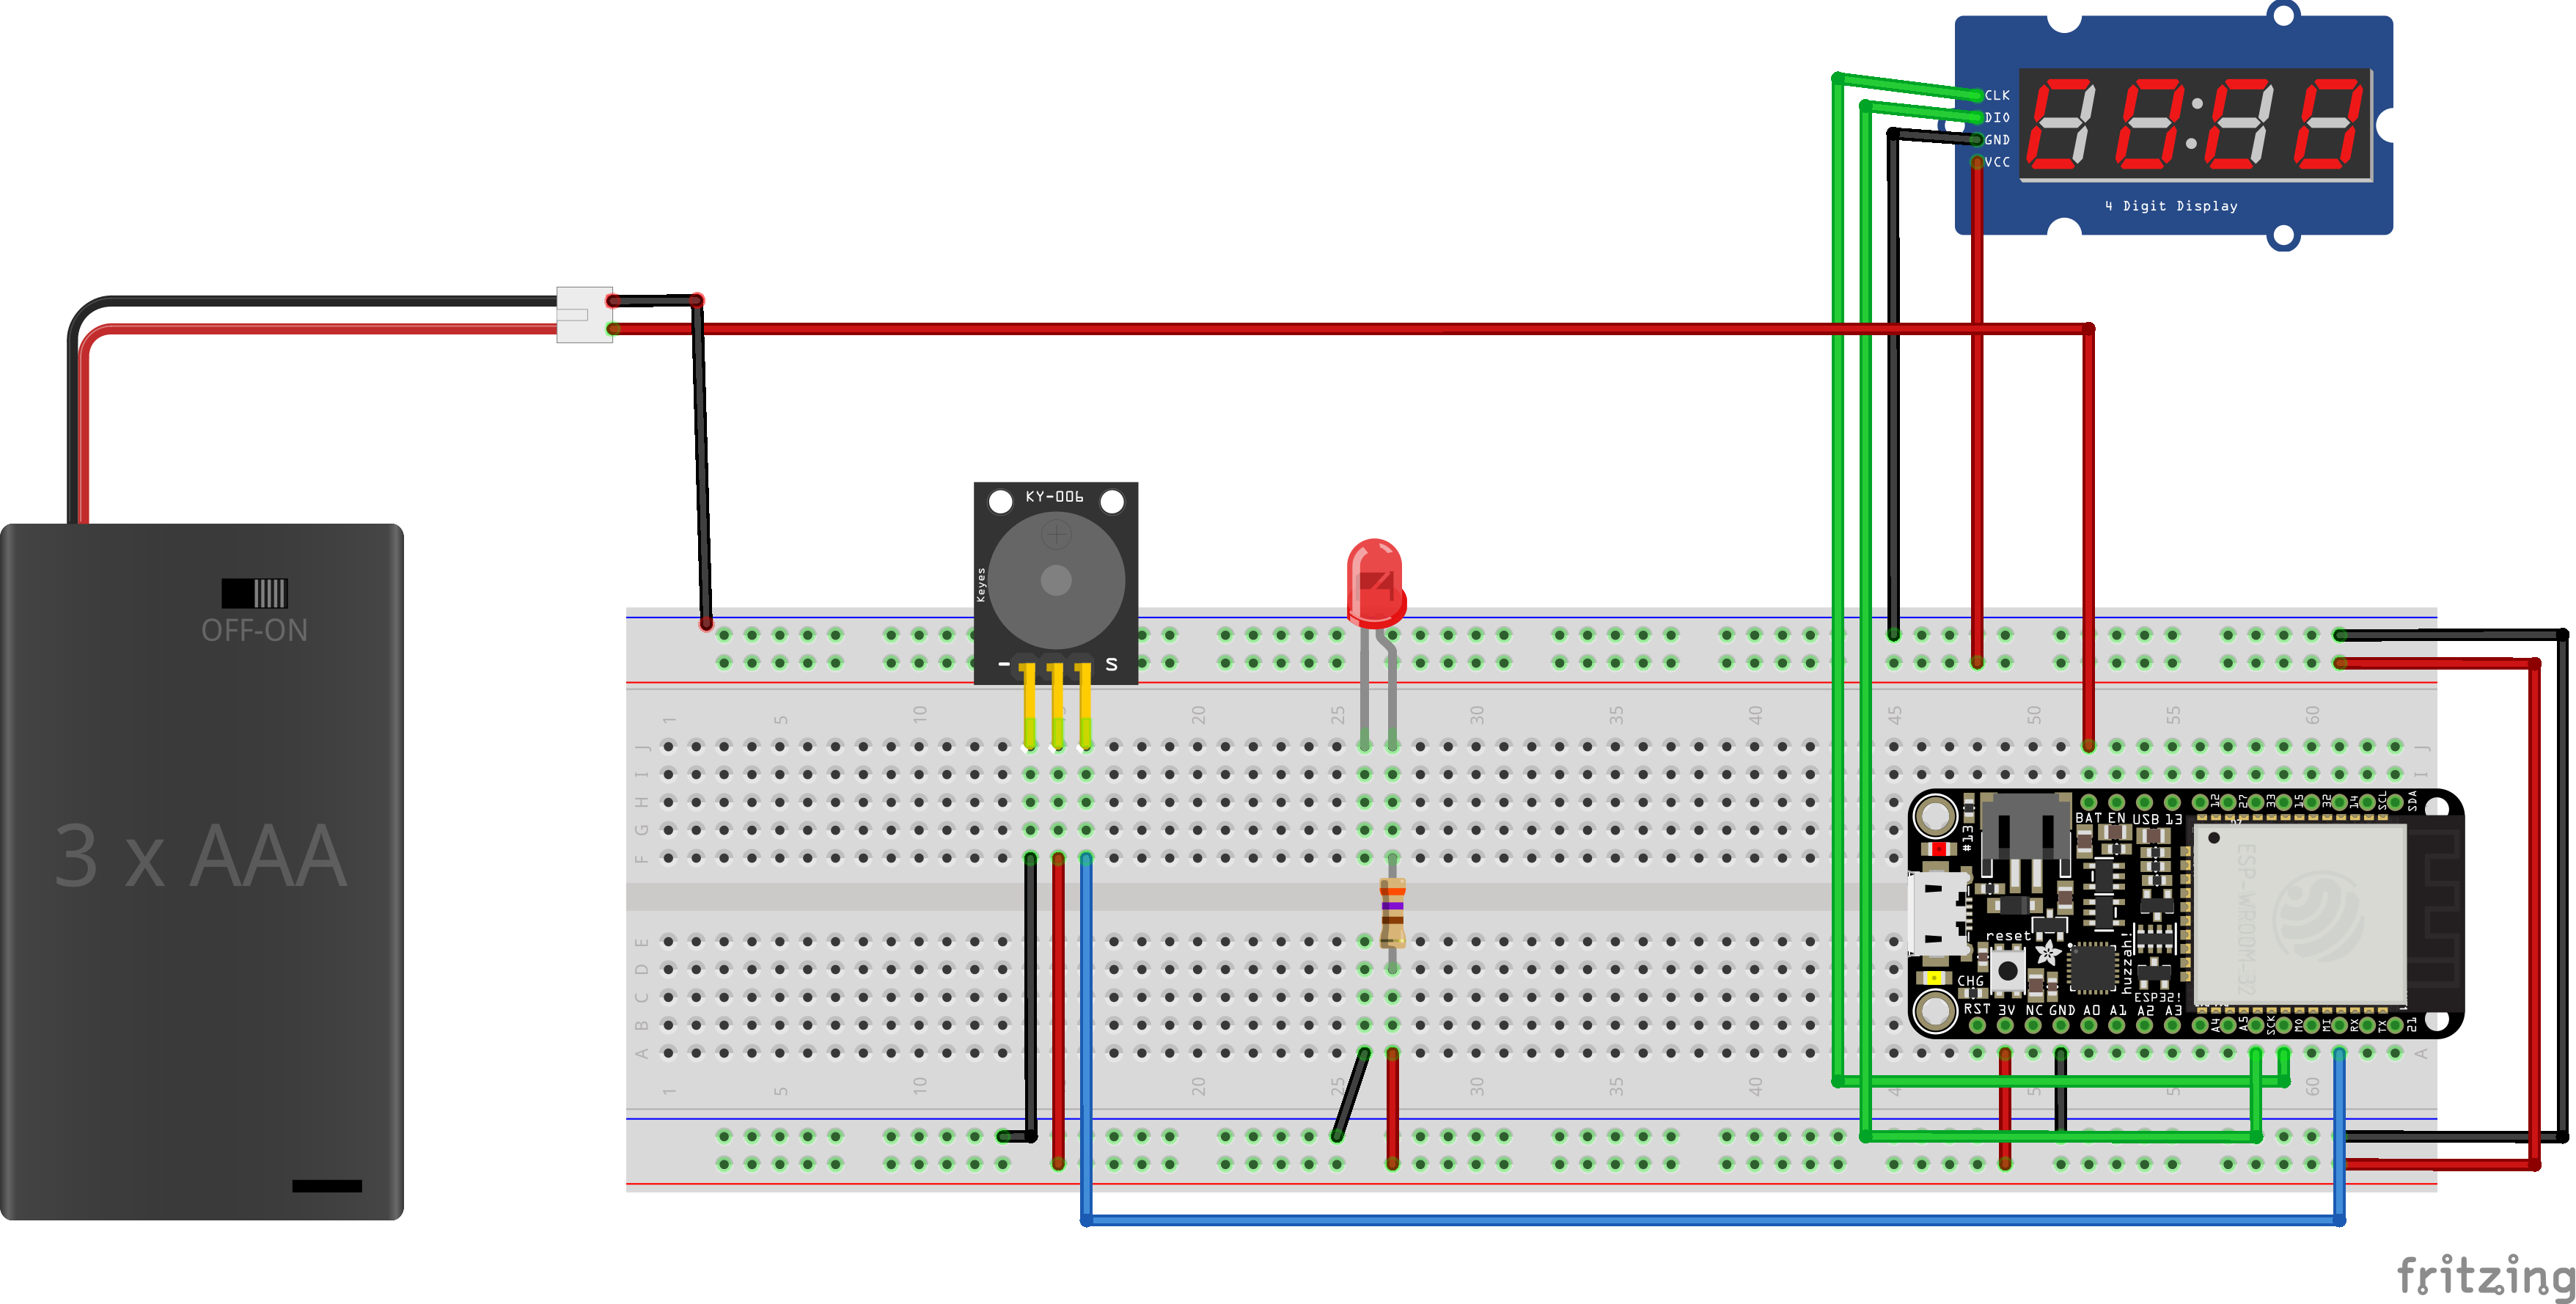 CLK
DIO
GND
VCC
4 Digit Display
KY-006
Keyes
- S
OFF-ON
3 x AAA
1 5 10 20 25 30 35 40 45 50 55 60
J J
I I
H
G
F
E
D
C
B
A A
12 27 33 15 32 14 SCL SDA
BAT EN USB 13
#13
ESP-WROOM-32
reset
huzzah!
ESP32!
CHG
RST 3V NC GND A0 A1 A2 A3
A4 A5 SCK MO MI RX TX 21
1 5 10 20 25 30 35 40 60
fritzing